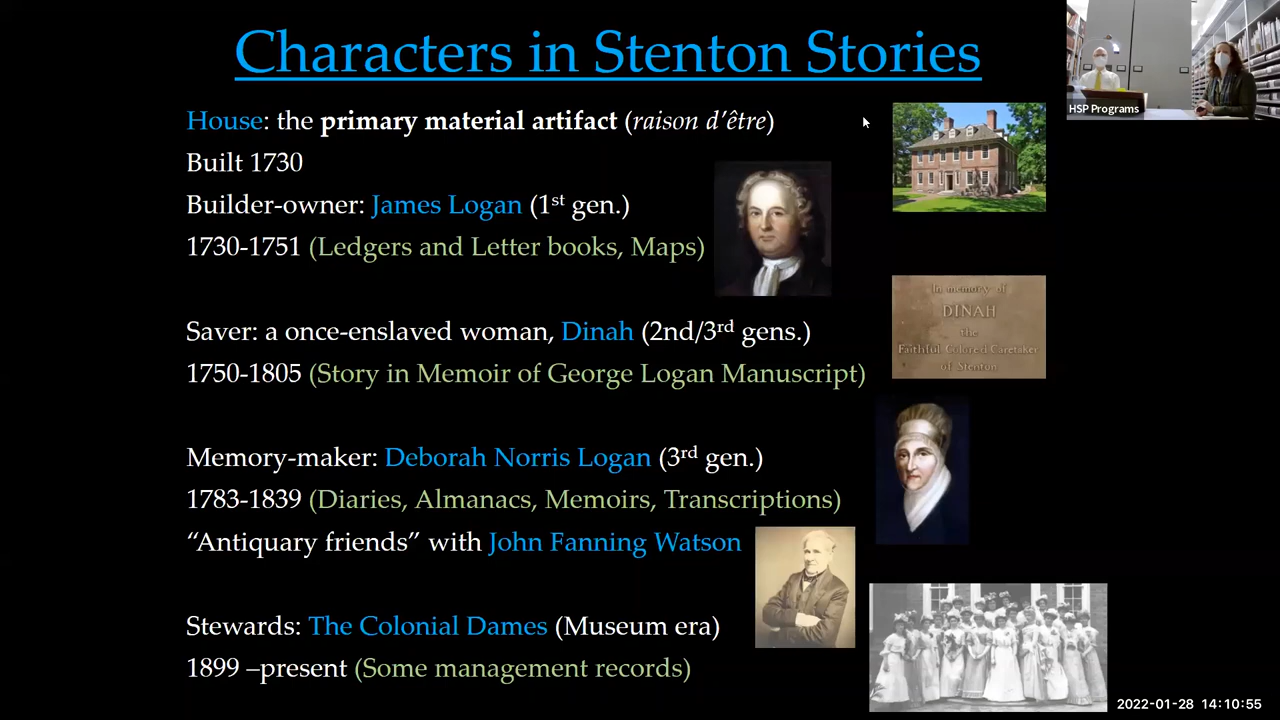 Characters in Stenton Stories
HSP Programs
House: the primary material artifact (raison d'être)
Built 1730
Builder-owner: James Logan (1st gen.)
1730-1751 (Ledgers and Letter books, Maps)
In memory of
DINAH
the
Faithful Colored Caretaker
of Stenton
Saver: a once-enslaved woman, Dinah (2nd/3rd gens.)
1750-1805 (Story in Memoir of George Logan Manuscript)
Memory-maker: Deborah Norris Logan (3rd gen.)
1783-1839 (Diaries, Almanacs, Memoirs, Transcriptions)
“Antiquary friends” with John Fanning Watson
Stewards: The Colonial Dames (Museum era)
1899 –present (Some management records)
2022-01-28 14:10:55